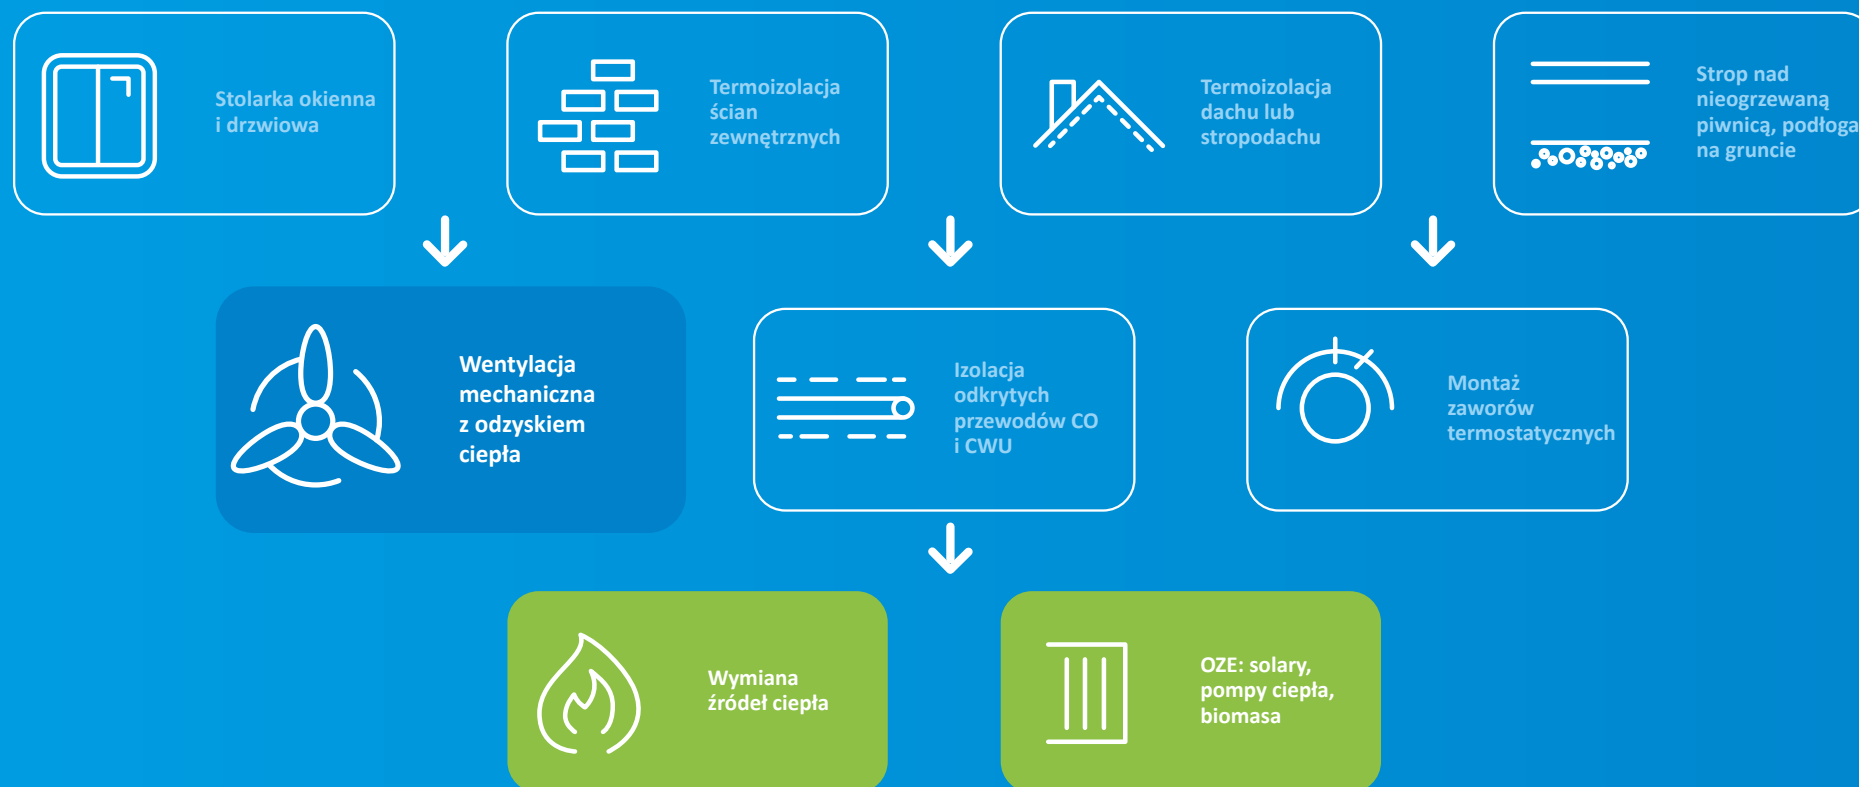 Stolarka okienna
i drzwiowa
Termoizolacja
ścian
zewnętrznych
Termoizolacja
dachu lub
stropodachu
Strop nad
nieogrzewaną
piwnicą, podłoga
na gruncie
Wentylacja
mechaniczna
z odzyskiem
ciepła
Izolacja
odkrytych
przewodów CO
i CWU
Montaż
zaworów
termostatycznych
Wymiana
źródeł ciepła
OZE: solary,
pompy ciepła,
biomasa